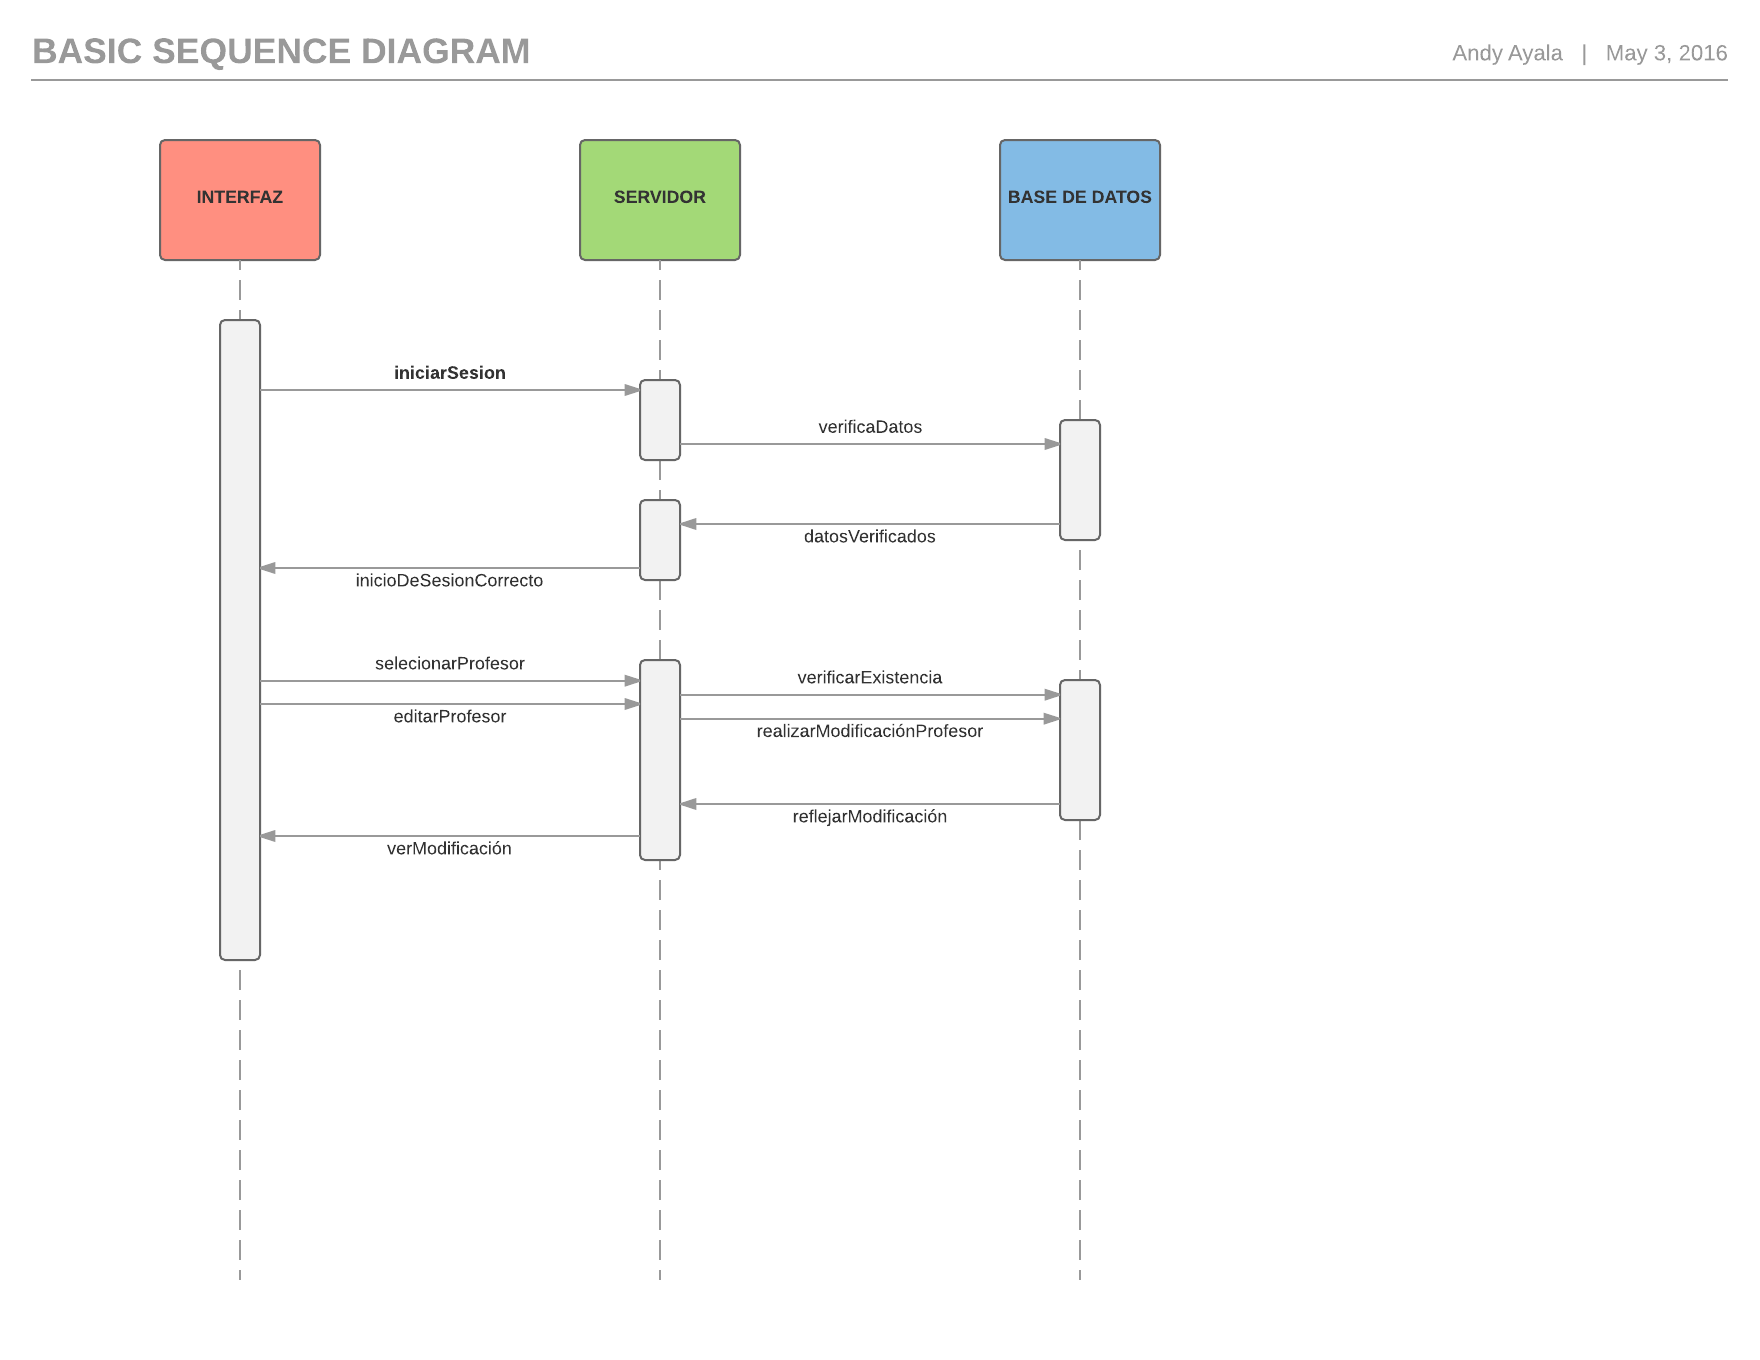 BASIC SEQUENCE DIAGRAM
Andy Ayala | May 3, 2016
INTERFAZ
SERVIDOR
BASE DE DATOS
iniciarSesion
verificaDatos
datosVerificados
inicioDeSesionCorrecto
selecionarProfesor
verificarExistencia
editarProfesor
realizarModificaciónProfesor
reflejarModificación
verModificación